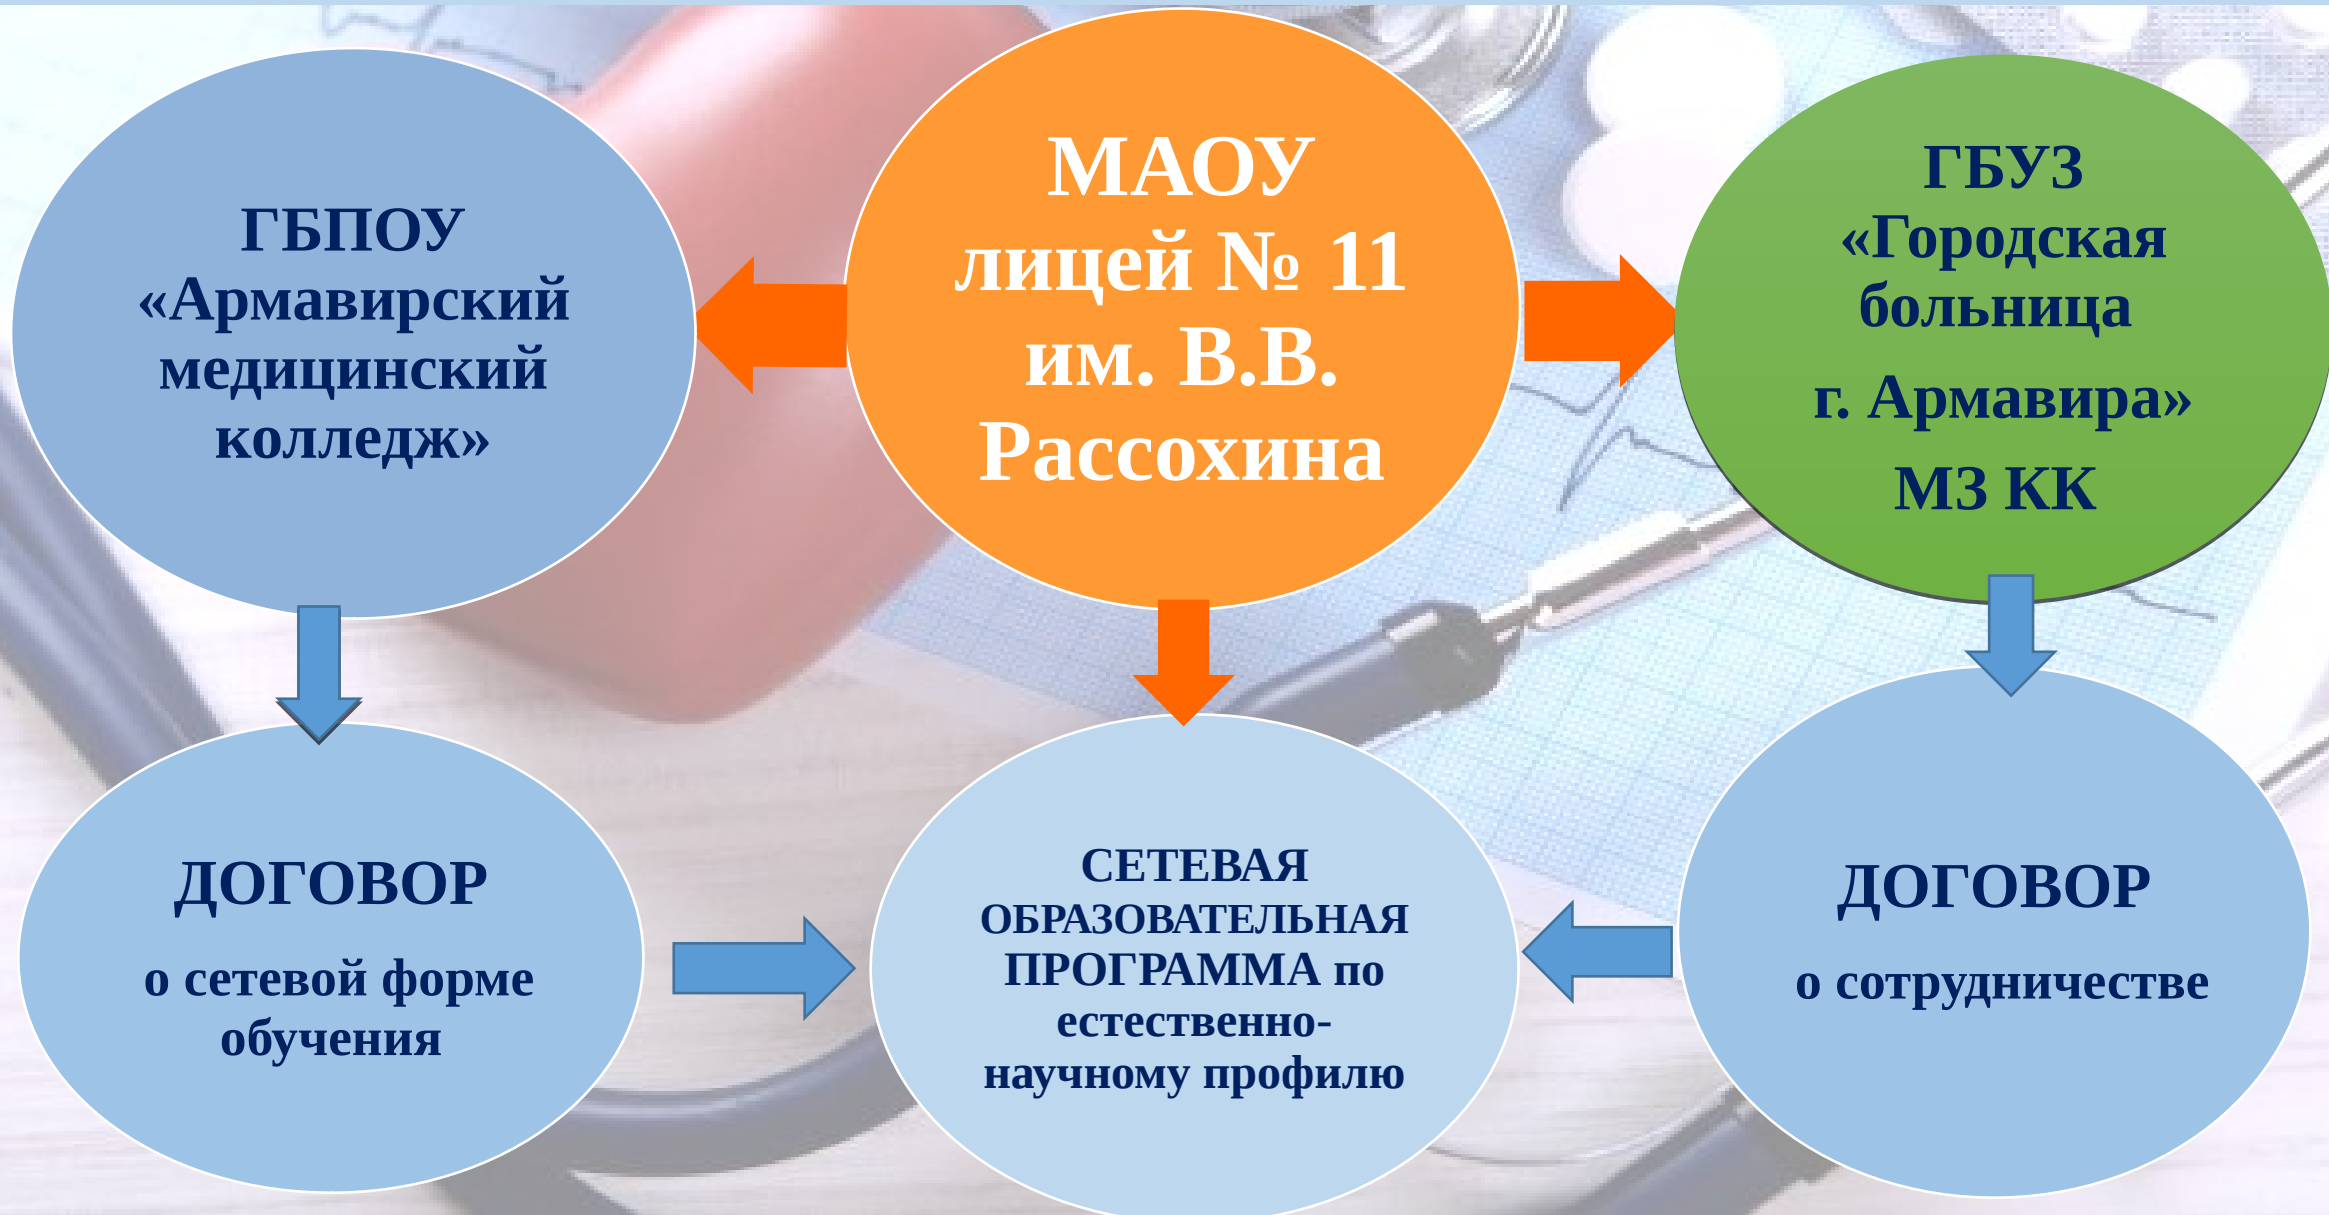 ГБПОУ
«Армавирский
медицинский
колледж»
МАОУ
лицей № 11
им. В.В.
Рассохина
ГБУЗ
«Городская
больница
г. Армавира»
МЗ КК
ДОГОВОР
о сетевой форме
обучения
СЕТЕВАЯ
ОБРАЗОВАТЕЛЬНАЯ
ПРОГРАММА по
естественно-
научному профилю
ДОГОВОР
о сотрудничестве